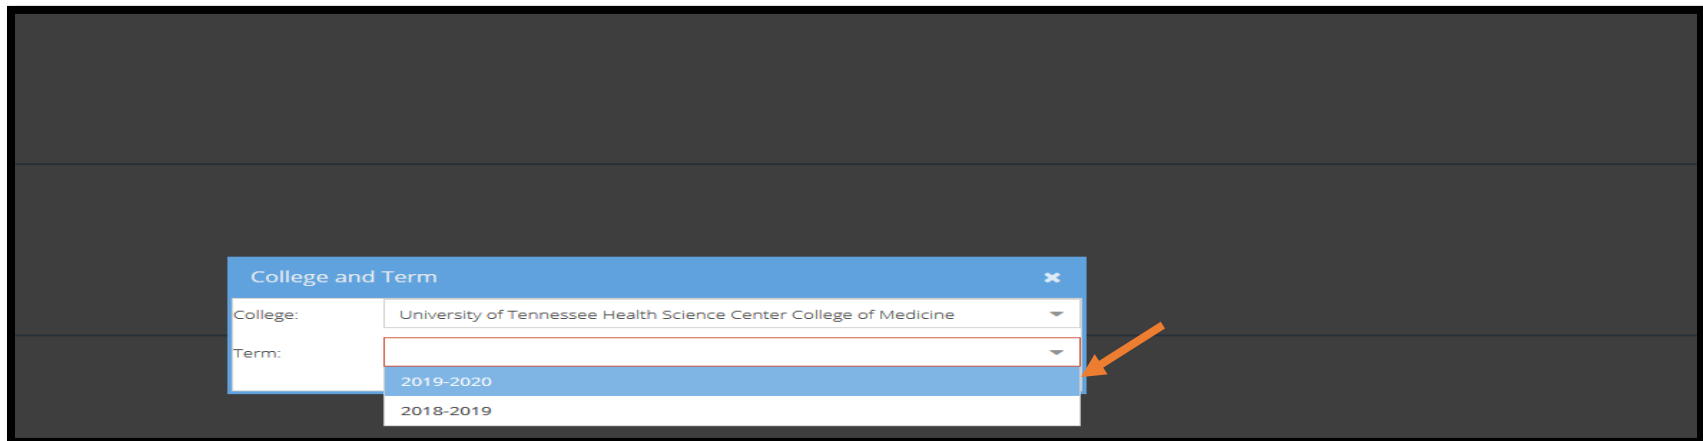 College and Term
College: University of Tennessee Health Science Center College of Medicine
Term:
2019-2020
2018-2019